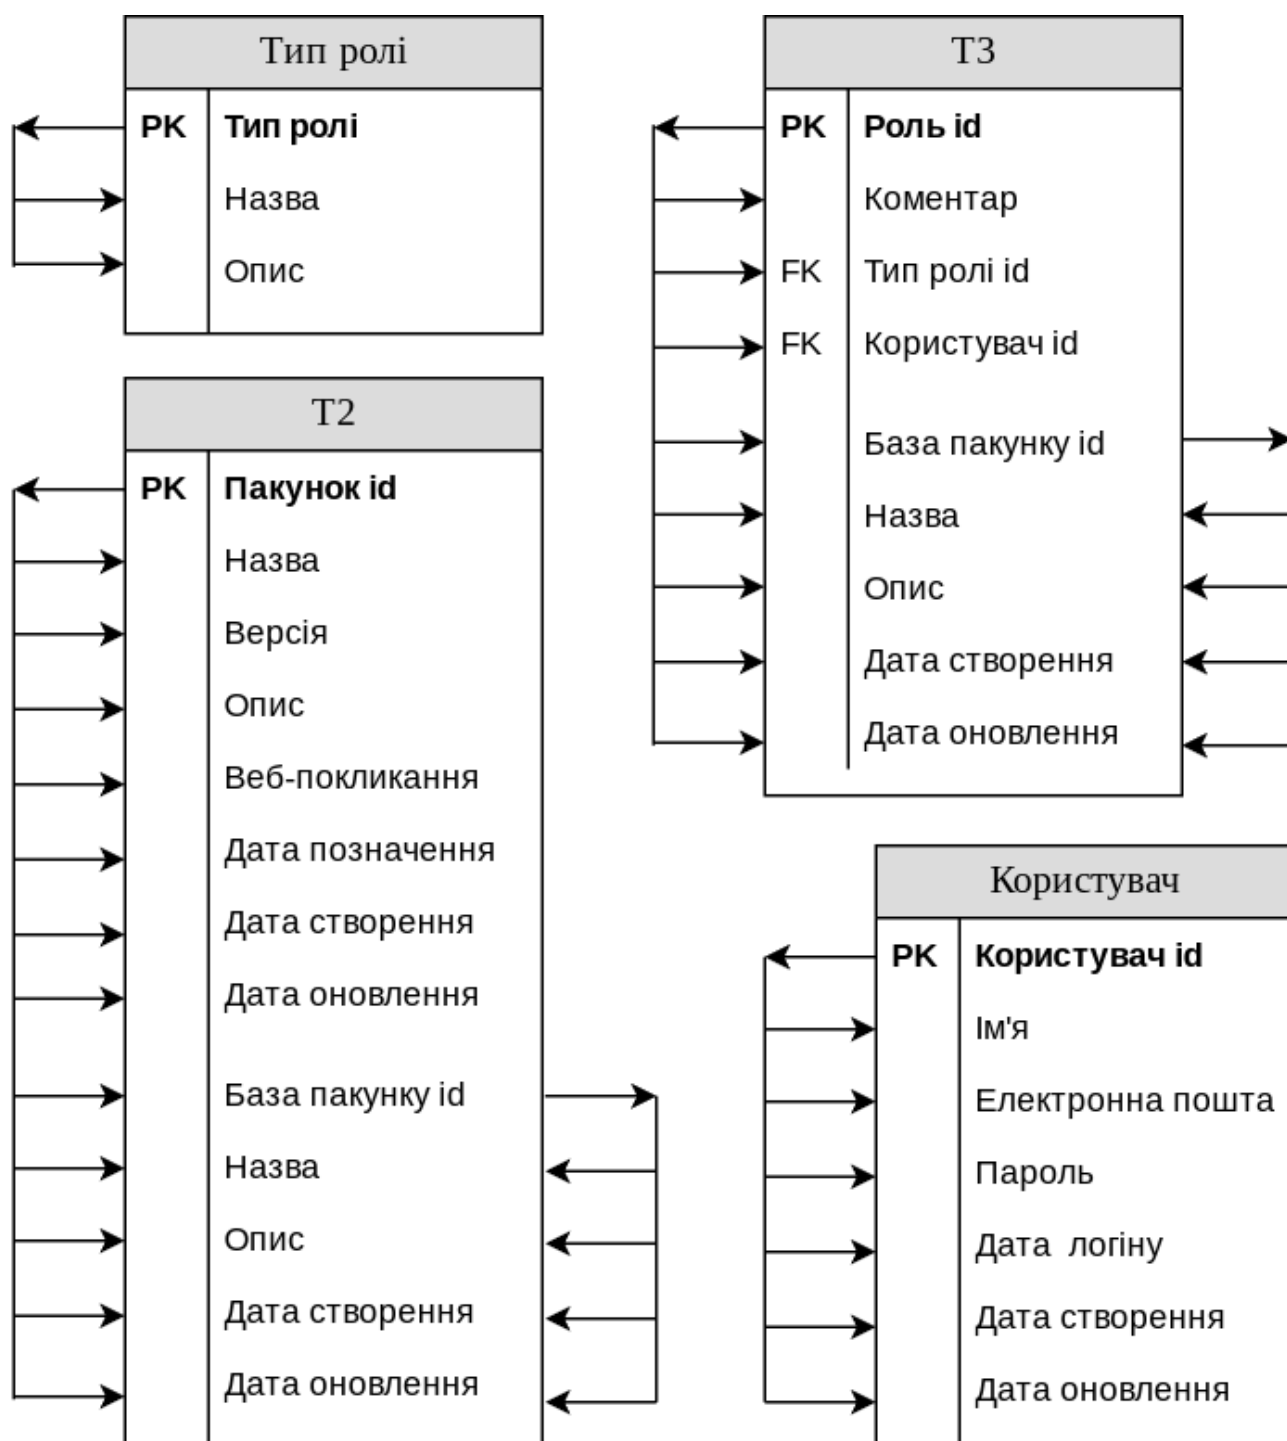 Тип ролі
PK Тип ролі
Назва
Опис
T2
PK Пакунок id
Назва
Версія
Опис
Веб-покликання
Дата позначення
Дата створення
Дата оновлення
База пакунку id
Назва
Опис
Дата створення
Дата оновлення
T3
PK Роль id
Коментар
FK Тип ролі id
FK Користувач id
База пакунку id
Назва
Опис
Дата створення
Дата оновлення
Користувач
PK Користувач id
Ім'я
Електронна пошта
Пароль
Дата логіну
Дата створення
Дата оновлення